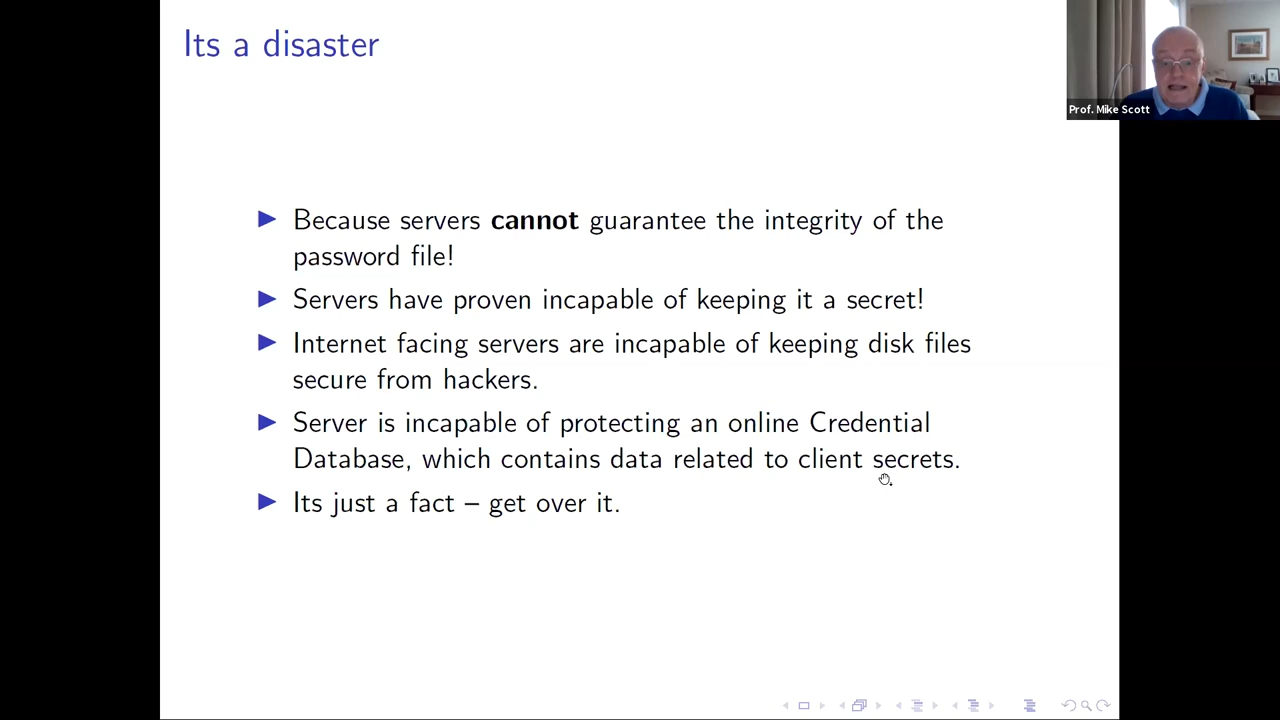 Its a disaster
Prof. Mike Scott
Because servers cannot guarantee the integrity of the
password file!
Servers have proven incapable of keeping it a secret!
Internet facing servers are incapable of keeping disk files
secure from hackers.
Server is incapable of protecting an online Credential
Database, which contains data related to client secrets.
Its just a fact – get over it.